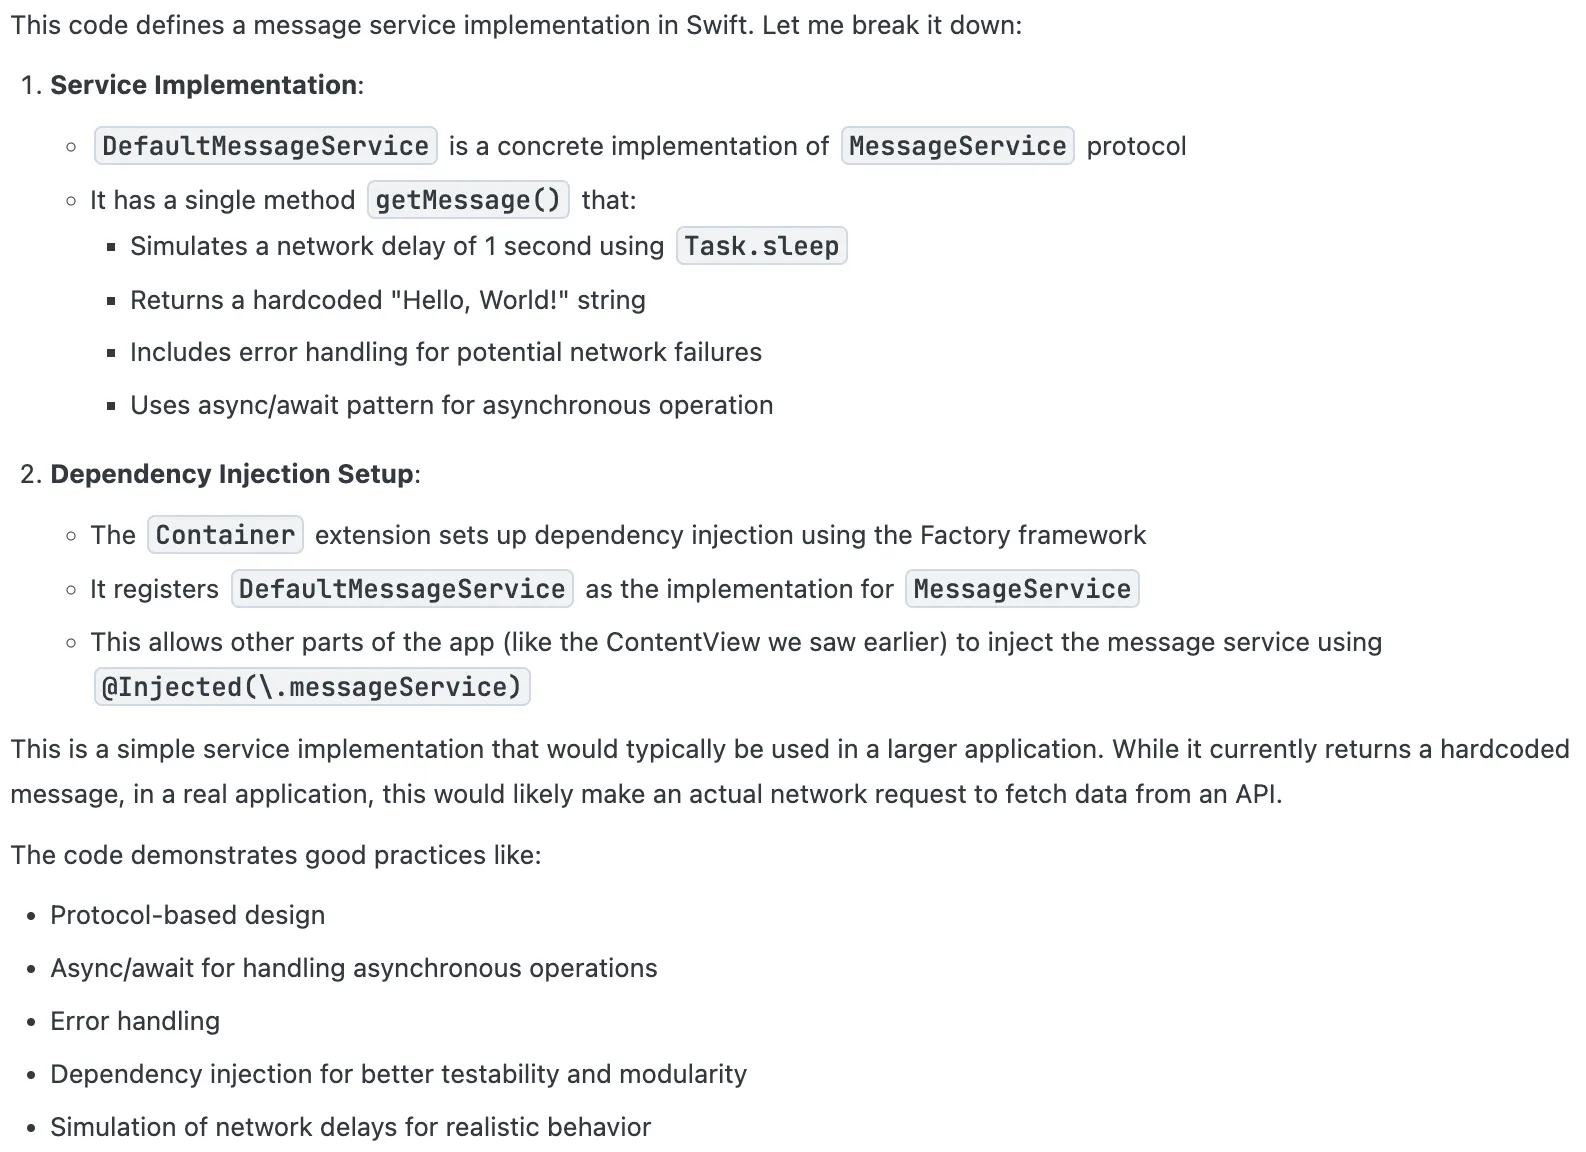 This code defines a message service implementation in Swift. Let me break it down:
1. Service Implementation:
DefaultMessageService is a concrete implementation of MessageService protocol
It has a single method getMessage() that:
Simulates a network delay of 1 second using Task.sleep
Returns a hardcoded "Hello, World!" string
Includes error handling for potential network failures
Uses async/await pattern for asynchronous operation
2. Dependency Injection Setup:
The Container extension sets up dependency injection using the Factory framework
It registers DefaultMessageService as the implementation for MessageService
This allows other parts of the app (like the ContentView we saw earlier) to inject the message service using
@Injected(\.messageService)
This is a simple service implementation that would typically be used in a larger application. While it currently returns a hardcoded
message, in a real application, this would likely make an actual network request to fetch data from an API.
The code demonstrates good practices like:
Protocol-based design
Async/await for handling asynchronous operations
Error handling
Dependency injection for better testability and modularity
Simulation of network delays for realistic behavior